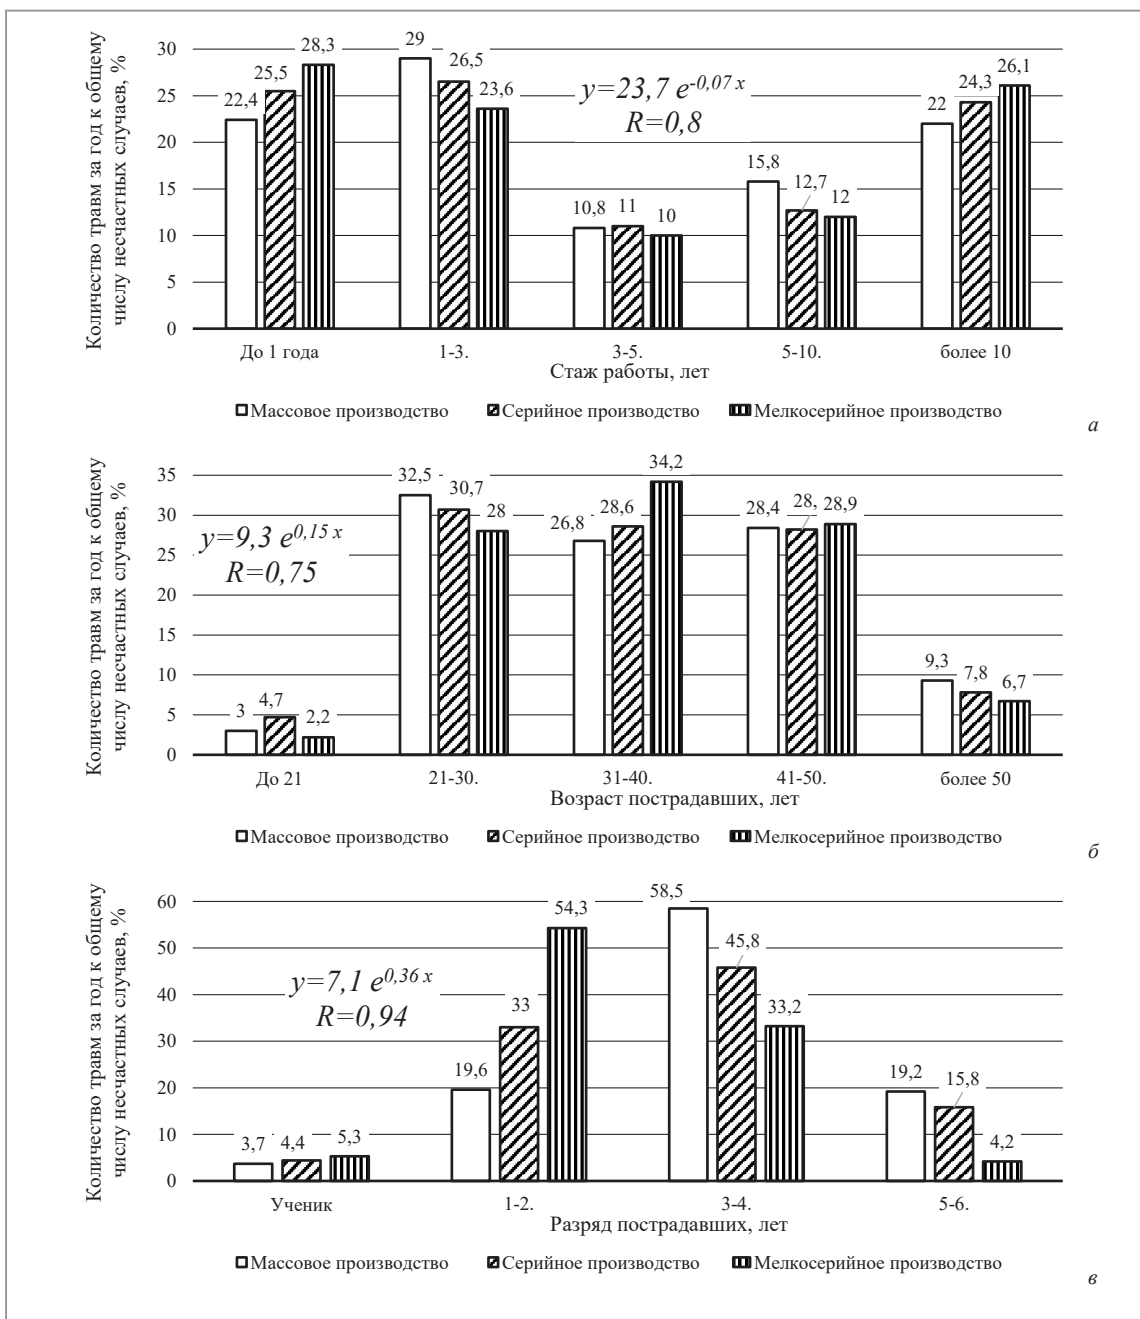 Количество травм за год к общему
числу несчастных случаев, %
30
25
20
15
10
5
0
22,4 25,5 28,3
29 26,5 23,6
10,8 11 10
15,8 12,7 12
22 24,3 26,1
y=23,7 e-0,07 x
R=0,8
До 1 года 1-3. 3-5. 5-10. более 10
Стаж работы, лет
Массовое производство Серийное производство Мелкосерийное производство
а
Количество травм за год к общему
числу несчастных случаев, %
35
30
25
20
15
10
5
0
3 4,7 2,2
32,5 30,7 28
26,8 28,6 34,2
28,4 28, 28,9
9,3 7,8 6,7
y=9,3 e0,15 x
R=0,75
До 21 21-30. 31-40. 41-50. более 50
Возраст пострадавших, лет
Массовое производство Серийное производство Мелкосерийное производство
б
Количество травм за год к общему
числу несчастных случаев, %
60
50
40
30
20
10
0
3,7 4,4 5,3
19,6 33 54,3
58,5 45,8 33,2
19,2 15,8 4,2
y=7,1 e0,36 x
R=0,94
Ученик 1-2. 3-4. 5-6.
Разряд пострадавших, лет
Массовое производство Серийное производство Мелкосерийное производство
в